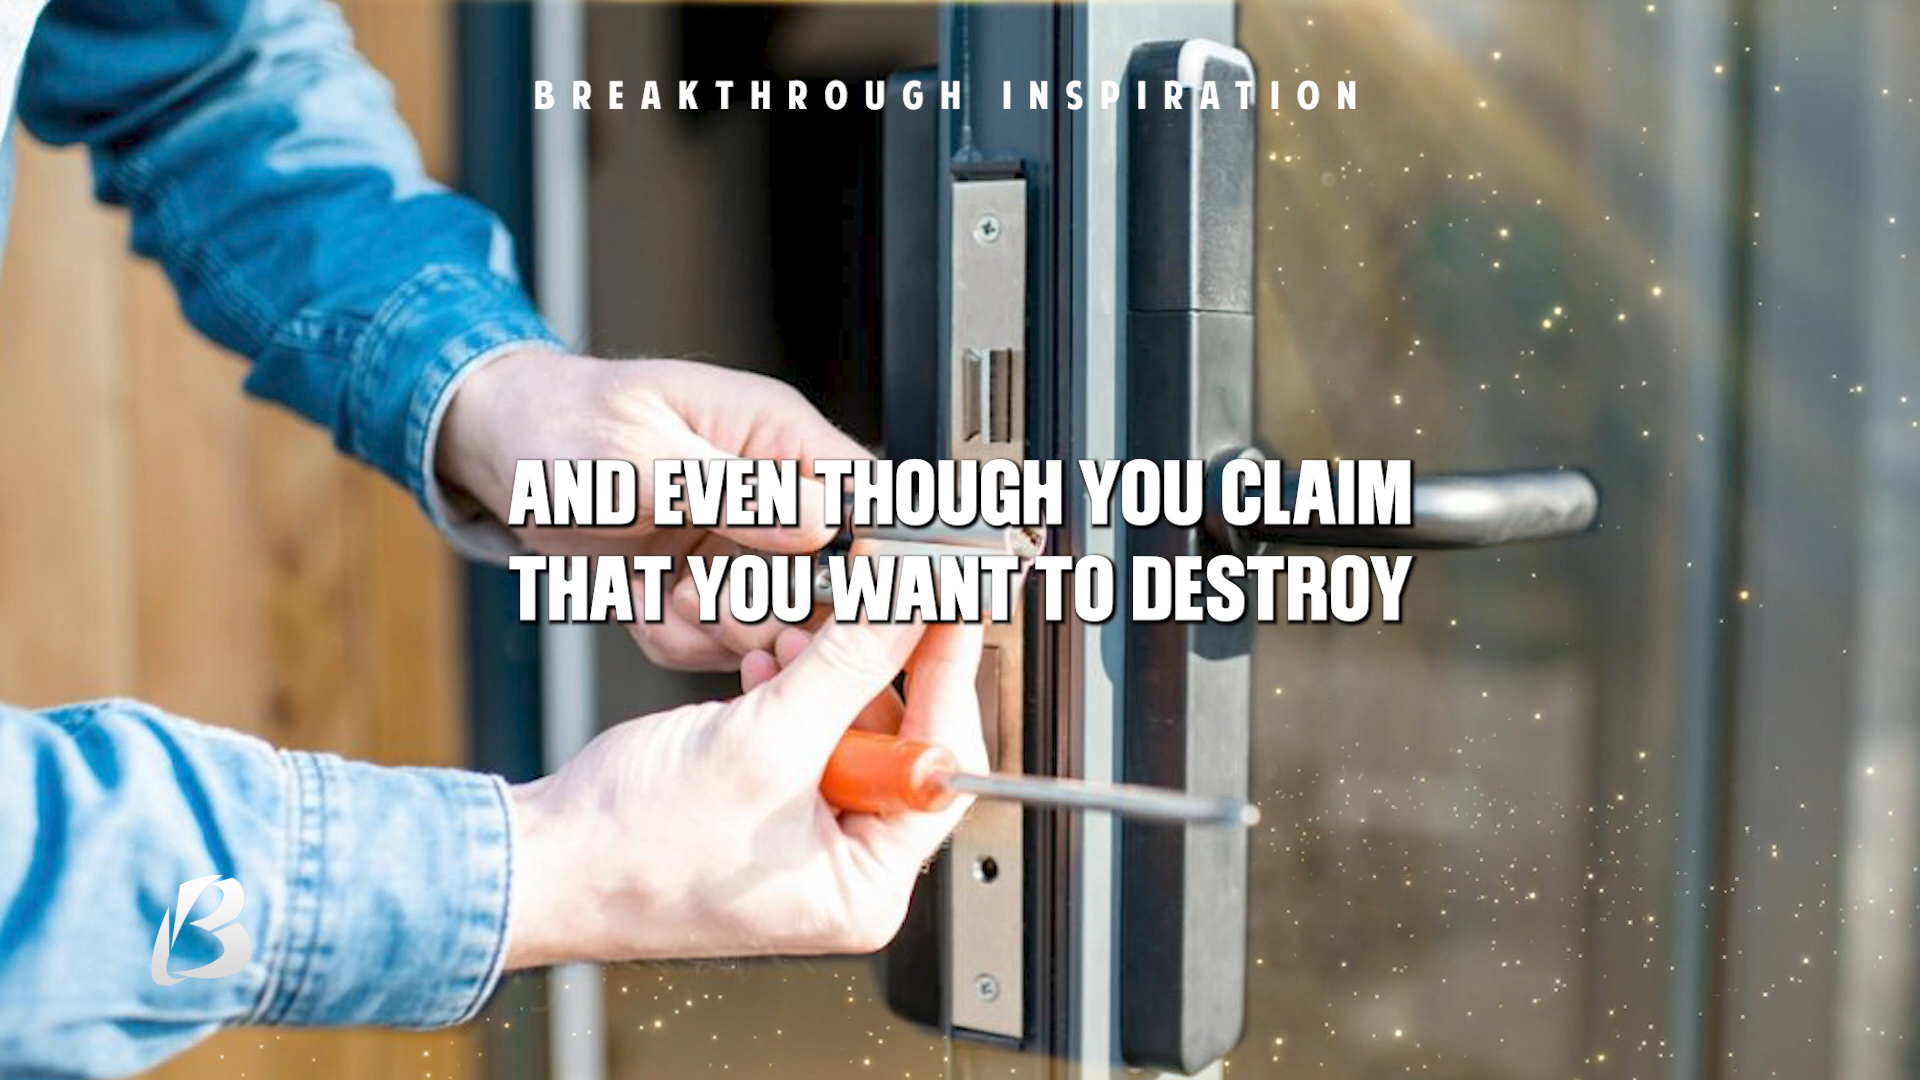 BREAKTHROUGH INSPIRATION
AND EVEN THOUGH YOU CLAIM
THAT YOU WANT TO DESTROY
B